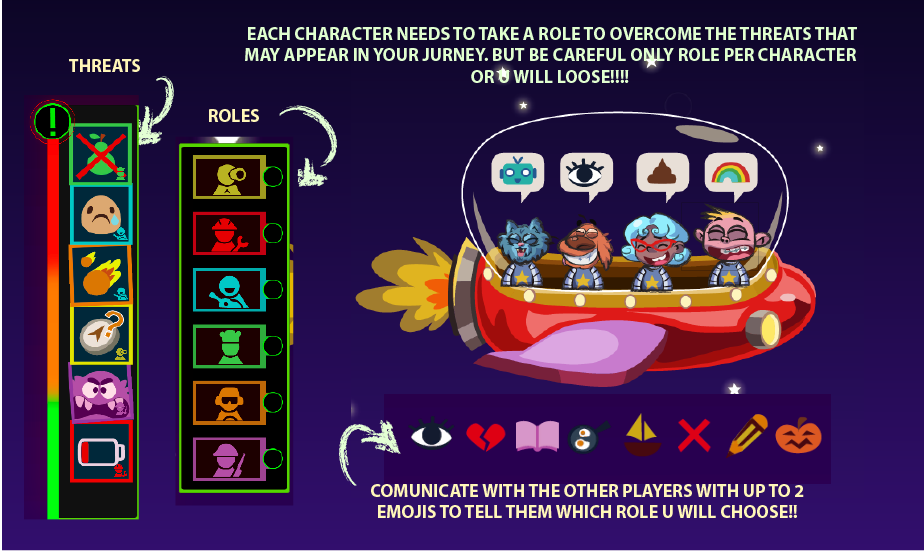 EACH CHARACTER NEEDS TO TAKE A ROLE TO OVERCOME THE THREATS THAT
MAY APPEAR IN YOUR JURNEY. BUT BE CAREFUL ONLY ROLE PER CHARACTER
OR U WILL LOOSE!!!!
THREATS
ROLES
COMUNICATE WITH THE OTHER PLAYERS WITH UP TO 2
EMOJIS TO TELL THEM WHICH ROLE U WILL CHOOSE!!